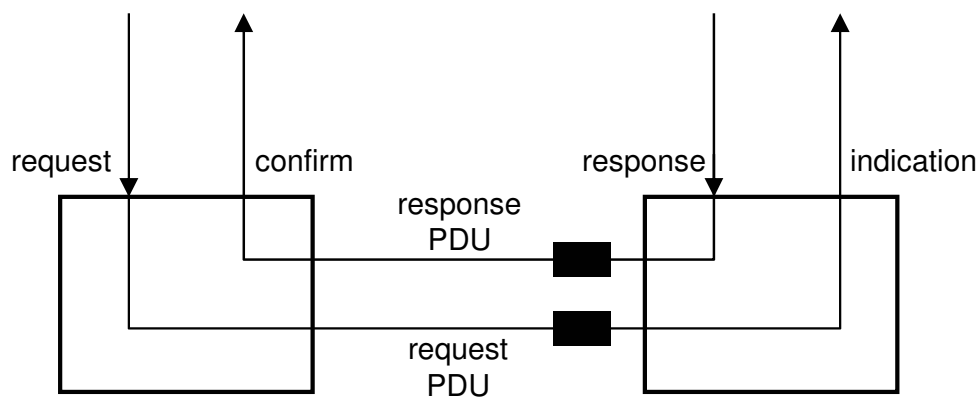 request
confirm
response
indication
response
PDU
request
PDU